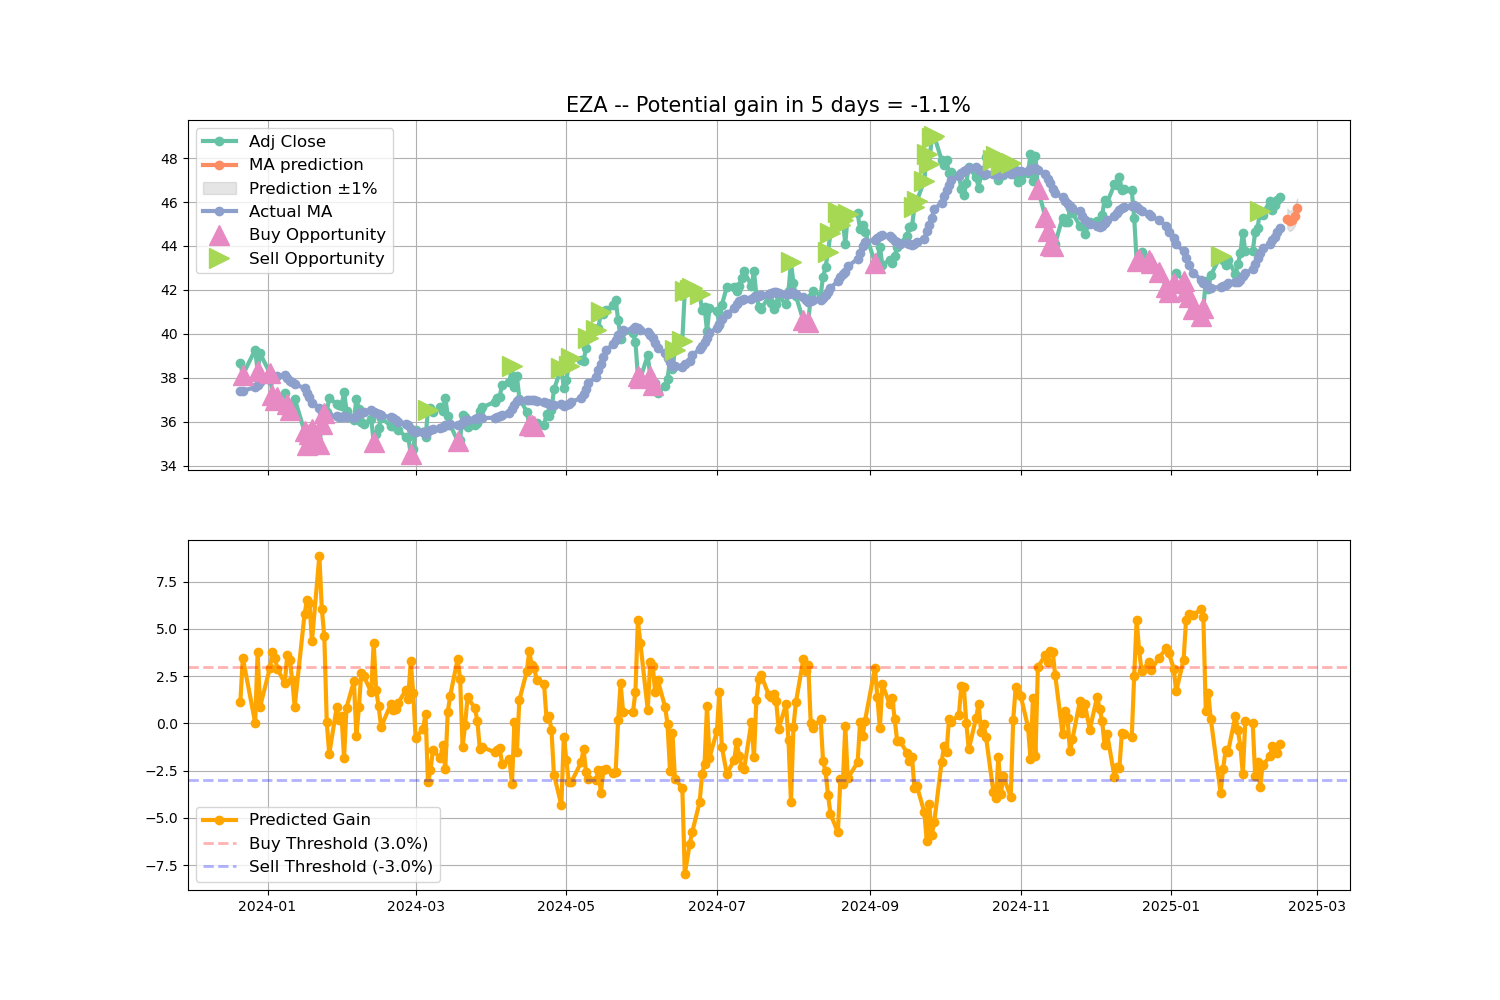 EZA -- Potential gain in 5 days = -1.1%
Adj Close
MA prediction
Prediction ±1%
Actual MA
Buy Opportunity
Sell Opportunity
48
46
44
42
40
38
36
34
7.5
5.0
2.5
0.0
−2.5
−5.0
−7.5
Predicted Gain
Buy Threshold (3.0%)
Sell Threshold (-3.0%)
2024-01
2024-03
2024-05
2024-07
2024-09
2024-11
2025-01
2025-03